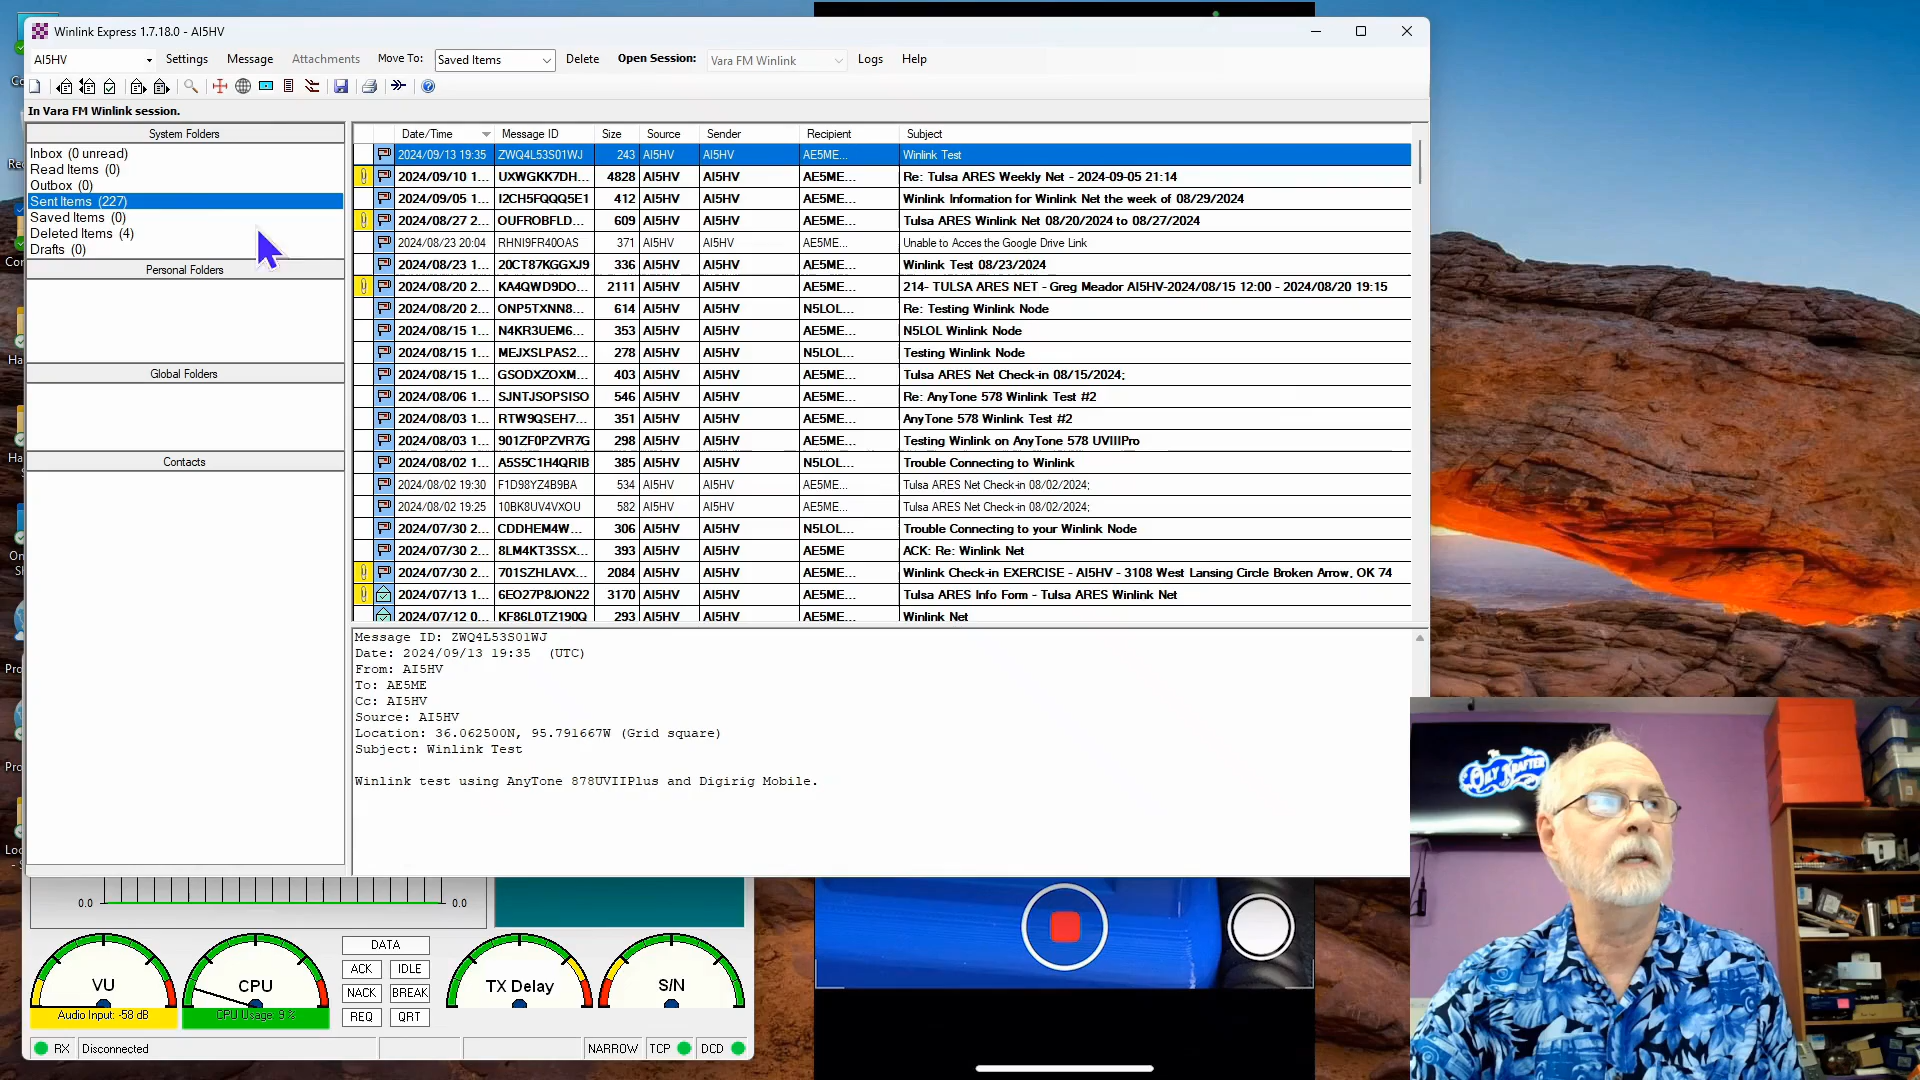 Winlink Express 1.7.18.0 - AI5HV
AI5HV Settings Message Attachments Move To: Saved Items Delete Open Session: Vara FM Winlink Logs Help
In Vara FM Winlink session.
System Folders
Inbox (0 unread)
Read Items (0)
Outbox (0)
Sent Items (227)
Saved Items (0)
Deleted Items (4)
Drafts (0)
Personal Folders
Global Folders
Contacts
Date/Time Message ID Size Source Sender Recipient Subject
2024/09/13 19:35 ZWQ4L53S01WJ 243 AI5HV AI5HV AE5ME... Winlink Test
2024/09/10 1... UXWGKK7DH... 4828 AI5HV AI5HV AE5ME... Re: Tulsa ARES Weekly Net - 2024-09-05 21:14
2024/09/05 1... I2CH5FQQQ5E1 412 AI5HV AI5HV AE5ME... Winlink Information for Winlink Net the week of 08/29/2024
2024/08/27 2... OUFROBFLD... 609 AI5HV AI5HV AE5ME... Tulsa ARES Winlink Net 08/20/2024 to 08/27/2024
2024/08/23 20:04 RHNI9FR40OAS 371 AI5HV AI5HV AE5ME... Unable to Acces the Google Drive Link
2024/08/23 1... 20CT87KGGXJ9 336 AI5HV AI5HV AE5ME... Winlink Test 08/23/2024
2024/08/20 2... KA4QWD9DO... 2111 AI5HV AI5HV AE5ME... 214- TULSA ARES NET - Greg Meador AI5HV-2024/08/15 12:00 - 2024/08/20 19:15
2024/08/20 2... ONP5TXNN8... 614 AI5HV AI5HV N5LOL... Re: Testing Winlink Node
2024/08/15 1... N4KR3UEM6... 353 AI5HV AI5HV AE5ME... N5LOL Winlink Node
2024/08/15 1... MEJXSLPAS2... 278 AI5HV AI5HV N5LOL... Testing Winlink Node
2024/08/15 1... GSODXZOXM... 403 AI5HV AI5HV AE5ME... Tulsa ARES Net Check-in 08/15/2024;
2024/08/06 1... SJNTJSOPSISO 546 AI5HV AI5HV AE5ME... Re: AnyTone 578 Winlink Test #2
2024/08/03 1... RTW9QSEH7... 351 AI5HV AI5HV AE5ME... AnyTone 578 Winlink Test #2
2024/08/03 1... 901ZF0PZVR7G 298 AI5HV AI5HV AE5ME... Testing Winlink on AnyTone 578 UVIIIPro
2024/08/02 1... A5S5C1H4QRIB 385 AI5HV AI5HV N5LOL... Trouble Connecting to Winlink
2024/08/02 19:30 F1D98YZ4B9BA 534 AI5HV AI5HV AE5ME... Tulsa ARES Net Check-in 08/02/2024;
2024/08/02 19:25 10BK8UV4VXOU 582 AI5HV AI5HV AE5ME... Tulsa ARES Net Check-in 08/02/2024;
2024/07/30 2... CDDHEM4W... 306 AI5HV AI5HV N5LOL... Trouble Connecting to your Winlink Node
2024/07/30 2... 8LM4KT3SSX... 393 AI5HV AI5HV AE5ME ACK: Re: Winlink Net
2024/07/30 2... 701SZHLAVX... 2084 AI5HV AI5HV AE5ME... Winlink Check-in EXERCISE - AI5HV - 3108 West Lansing Circle Broken Arrow, OK 74
2024/07/13 1... 6EO27P8JON22 3170 AI5HV AI5HV AE5ME... Tulsa ARES Info Form - Tulsa ARES Winlink Net
2024/07/12 0... KF86L0TZ190Q 293 AI5HV AI5HV AE5ME... Winlink Net
Message ID: ZWQ4L53S01WJ
Date: 2024/09/13 19:35 (UTC)
From: AI5HV
To: AE5ME
Cc: AI5HV
Source: AI5HV
Location: 36.062500N, 95.791667W (Grid square)
Subject: Winlink Test
Winlink test using AnyTone 878UVIIPlus and Digirig Mobile.
0.0 0.0
VU
Audio Input: -58 dB
CPU
CPU Usage: 9 %
DATA
ACK IDLE
NACK BREAK
REQ QRT
TX Delay
S/N
RX Disconnected NARROW TCP DCD
OILY KRAFTER